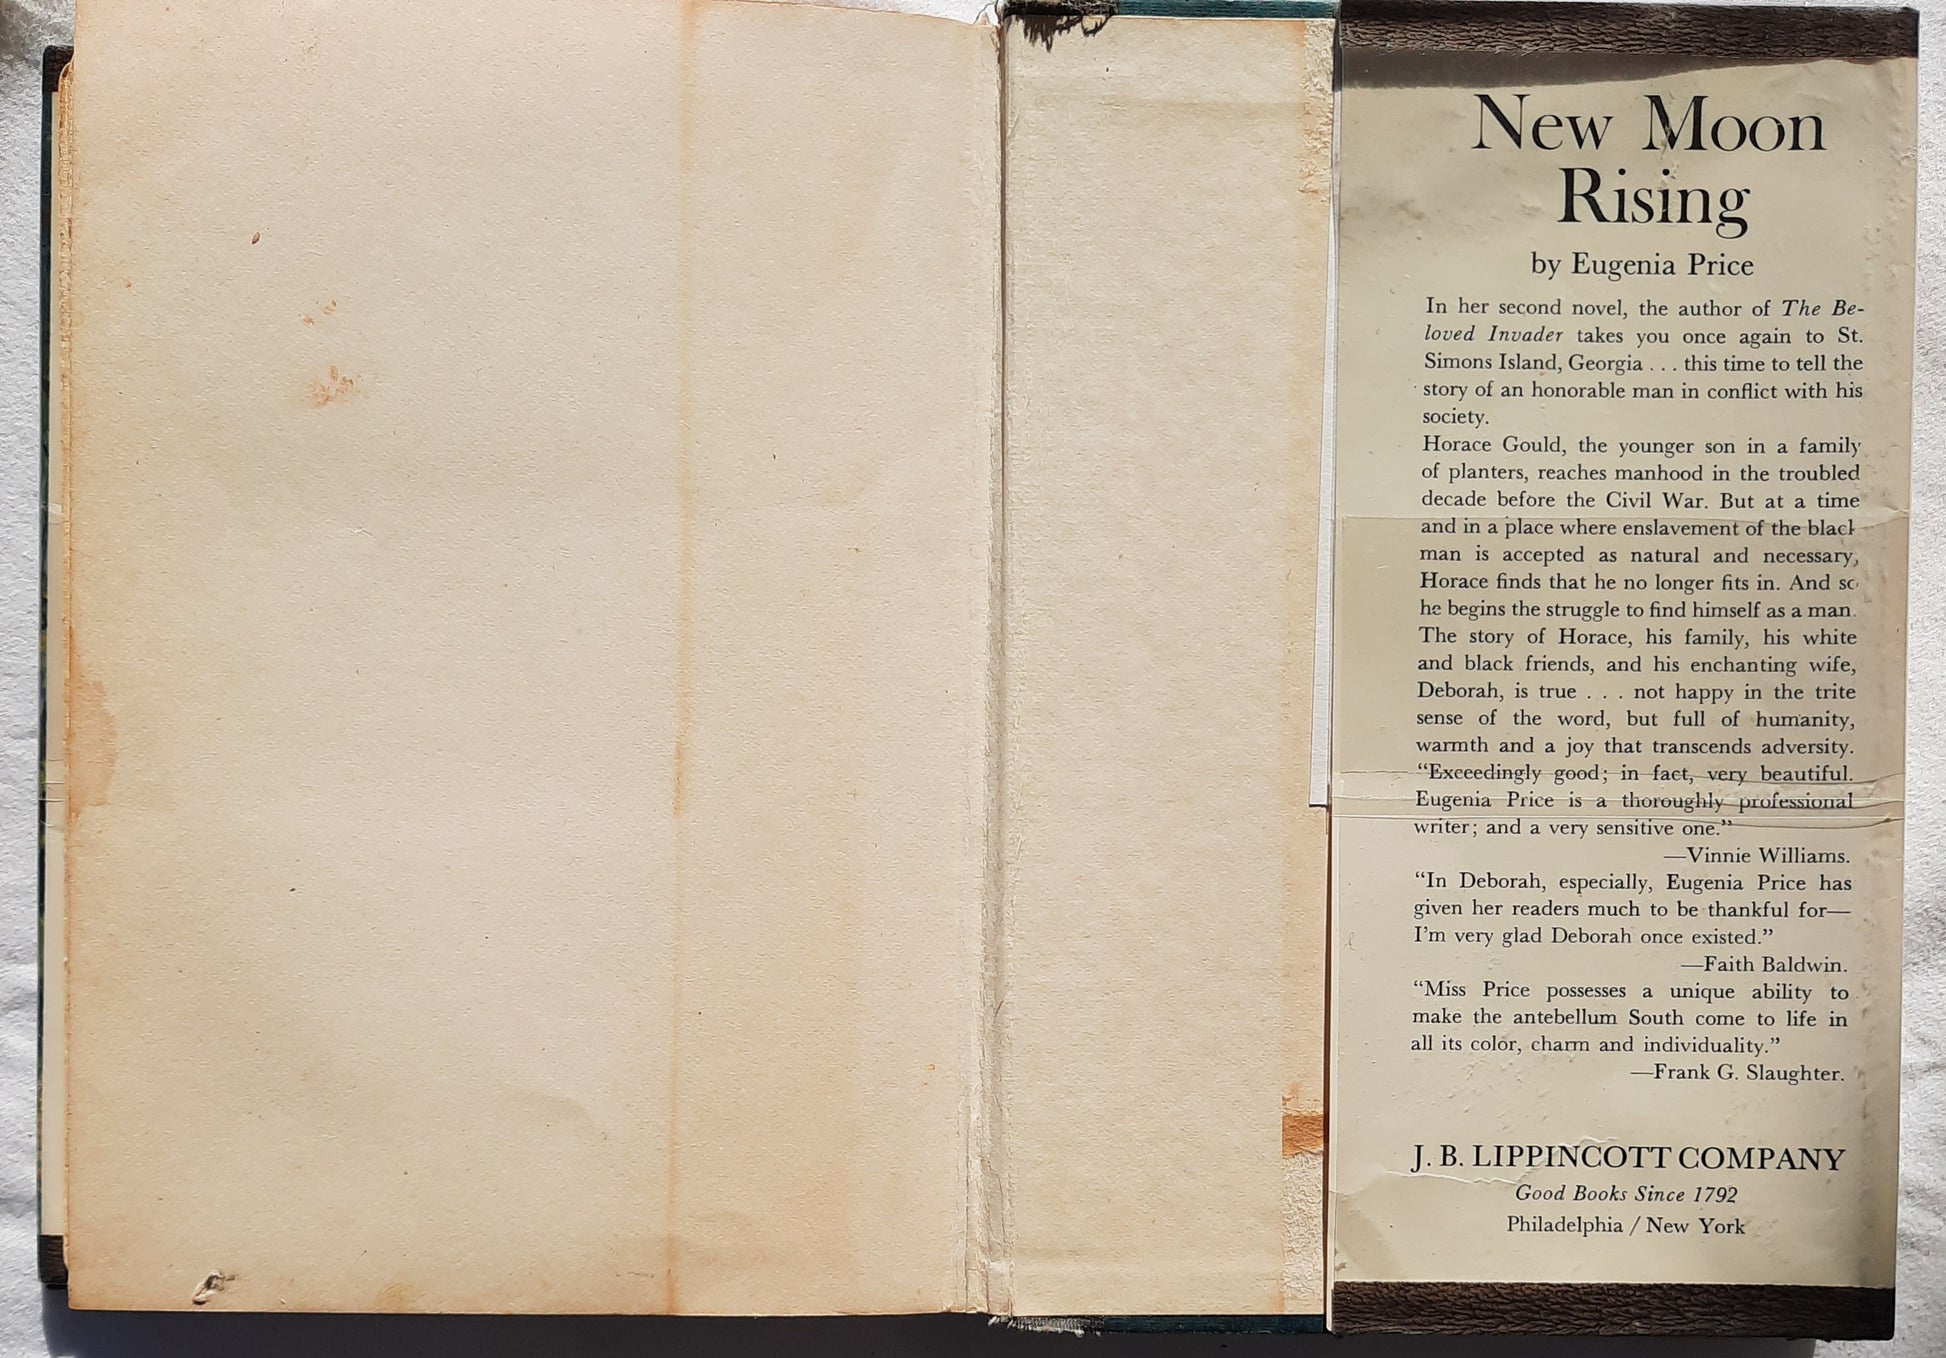 New Moon
Rising
by Eugenia Price
In her second novel, the author of The Be-
loved Invader takes you once again to St.
Simons Island, Georgia . . . this time to tell the
story of an honorable man in conflict with his
society.
Horace Gould, the younger son in a family
of planters, reaches manhood in the troubled
decade before the Civil War. But at a time
and in a place where enslavement of the black
man is accepted as natural and necessary,
Horace finds that he no longer fits in. And so
he begins the struggle to find himself as a man.
The story of Horace, his family, his white
and black friends, and his enchanting wife,
Deborah, is true . . . not happy in the trite
sense of the word, but full of humanity,
warmth and a joy that transcends adversity.
“Exceedingly good; in fact, very beautiful.
Eugenia Price is a thoroughly professional
writer; and a very sensitive one.”
—Vinnie Williams.
“In Deborah, especially, Eugenia Price has
given her readers much to be thankful for—
I’m very glad Deborah once existed.”
—Faith Baldwin.
“Miss Price possesses a unique ability to
make the antebellum South come to life in
all its color, charm and individuality.”
—Frank G. Slaughter.
J. B. LIPPINCOTT COMPANY
Good Books Since 1792
Philadelphia / New York